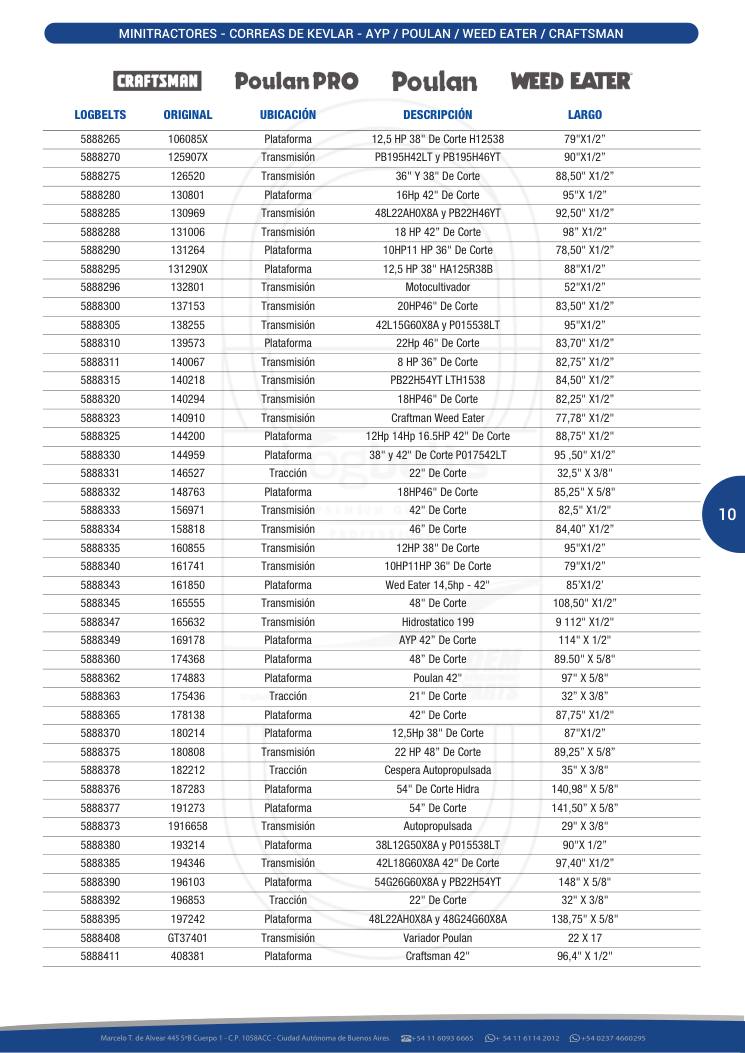 MINITRACTORES - CORREAS DE KEVLAR - AYP / POULAN / WEED EATER / CRAFTSMAN
CRAFTSMAN Poulan PRO Poulan WEED EATER
LOGBELTS ORIGINAL UBICACIÓN DESCRIPCIÓN LARGO
5888265 106085X Plataforma 12,5 HP 38" De Corte H12538 79"X1/2”
5888270 125907X Transmisión PB195H42LT y PB195H46YT 90"X1/2”
5888275 126520 Transmisión 36" Y 38" De Corte 88,50" X1/2”
5888280 130801 Plataforma 16Hp 42" De Corte 95"X 1/2”
5888285 130969 Transmisión 48L22AH0X8A y PB22H46YT 92,50" X1/2”
5888288 131006 Transmisión 18 HP 42” De Corte 98” X1/2”
5888290 131264 Plataforma 10HP11 HP 36" De Corte 78,50" X1/2”
5888295 131290X Plataforma 12,5 HP 38" HA125R38B 88"X1/2”
5888296 132801 Transmisión Motocultivador 52"X1/2”
5888300 137153 Transmisión 20HP46" De Corte 83,50" X1/2”
5888305 138255 Transmisión 42L15G60X8A y P015538LT 95"X1/2”
5888310 139573 Plataforma 22Hp 46" De Corte 83,70" X1/2”
5888311 140067 Transmisión 8 HP 36” De Corte 82,75” X1/2”
5888315 140218 Transmisión PB22H54YT LTH1538 84,50" X1/2”
5888320 140294 Transmisión 18HP46" De Corte 82,25" X1/2”
5888323 140910 Transmisión Craftman Weed Eater 77,78" X1/2”
5888325 144200 Plataforma 12Hp 14Hp 16.5HP 42" De Corte 88,75" X1/2”
5888330 144959 Plataforma 38" y 42" De Corte P017542LT 95 ,50" X1/2”
5888331 146527 Tracción 22" De Corte 32,5" X 3/8"
5888332 148763 Plataforma 18HP46" De Corte 85,25" X 5/8"
5888333 156971 Transmisión 42" De Corte 82,5" X1/2”
5888334 158818 Transmisión 46” De Corte 84,40” X1/2”
5888335 160855 Transmisión 12HP 38" De Corte 95"X1/2”
5888340 161741 Transmisión 10HP11HP 36" De Corte 79"X1/2”
5888343 161850 Plataforma Wed Eater 14,5hp - 42" 85'X1/2'
5888345 165555 Transmisión 48" De Corte 108,50" X1/2”
5888347 165632 Transmisión Hidrostatico 199 9 112" X1/2”
5888349 169178 Plataforma AYP 42” De Corte 114" X 1/2"
5888360 174368 Plataforma 48” De Corte 89.50" X 5/8"
5888362 174883 Plataforma Poulan 42" 97" X 5/8"
5888363 175436 Tracción 21" De Corte 32” X 3/8”
5888365 178138 Plataforma 42" De Corte 87,75" X1/2”
5888370 180214 Plataforma 12,5Hp 38" De Corte 87"X1/2”
5888375 180808 Transmisión 22 HP 48” De Corte 89,25” X 5/8”
5888378 182212 Tracción Cespera Autopropulsada 35" X 3/8"
5888376 187283 Plataforma 54" De Corte Hidra 140,98" X 5/8"
5888377 191273 Plataforma 54” De Corte 141,50” X 5/8"
5888373 1916658 Transmisión Autopropulsada 29" X 3/8"
5888380 193214 Plataforma 38L12G50X8A y P015538LT 90"X 1/2”
5888385 194346 Transmisión 42L18G60X8A 42" De Corte 97,40" X1/2”
5888390 196103 Plataforma 54G26G60X8A y PB22H54YT 148" X 5/8"
5888392 196853 Tracción 22" De Corte 32" X 3/8"
5888395 197242 Plataforma 48L22AH0X8A y 48G24G60X8A 138,75" X 5/8"
5888408 GT37401 Transmisión Variador Poulan 22 X 17
5888411 408381 Plataforma Craftsman 42" 96,4" X 1/2"
10
Marcelo T. de Alvear 445 5ºB Cuerpo 1 - C.P. 1058ACC - Ciudad Autónoma de Buenos Aires +54 11 6093 6665 + 54 11 6114 2012 +54 0237 4660295